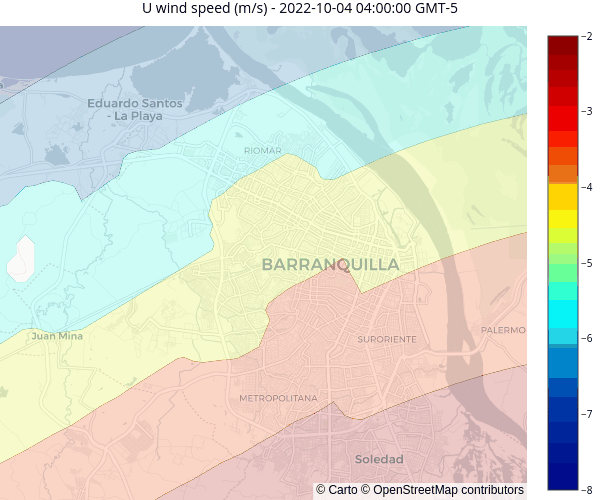 U wind speed (m/s) - 2022-10-04 04:00:00 GMT-5
Eduardo Santos
- La Playa
RIOMAR
BARRANQUILLA
Juan Mina
SURORIENTE
PALERMO
METROPOLITANA
Soledad
© Carto © OpenStreetMap contributors
−2
−3
−4
−5
−6
−7
−8